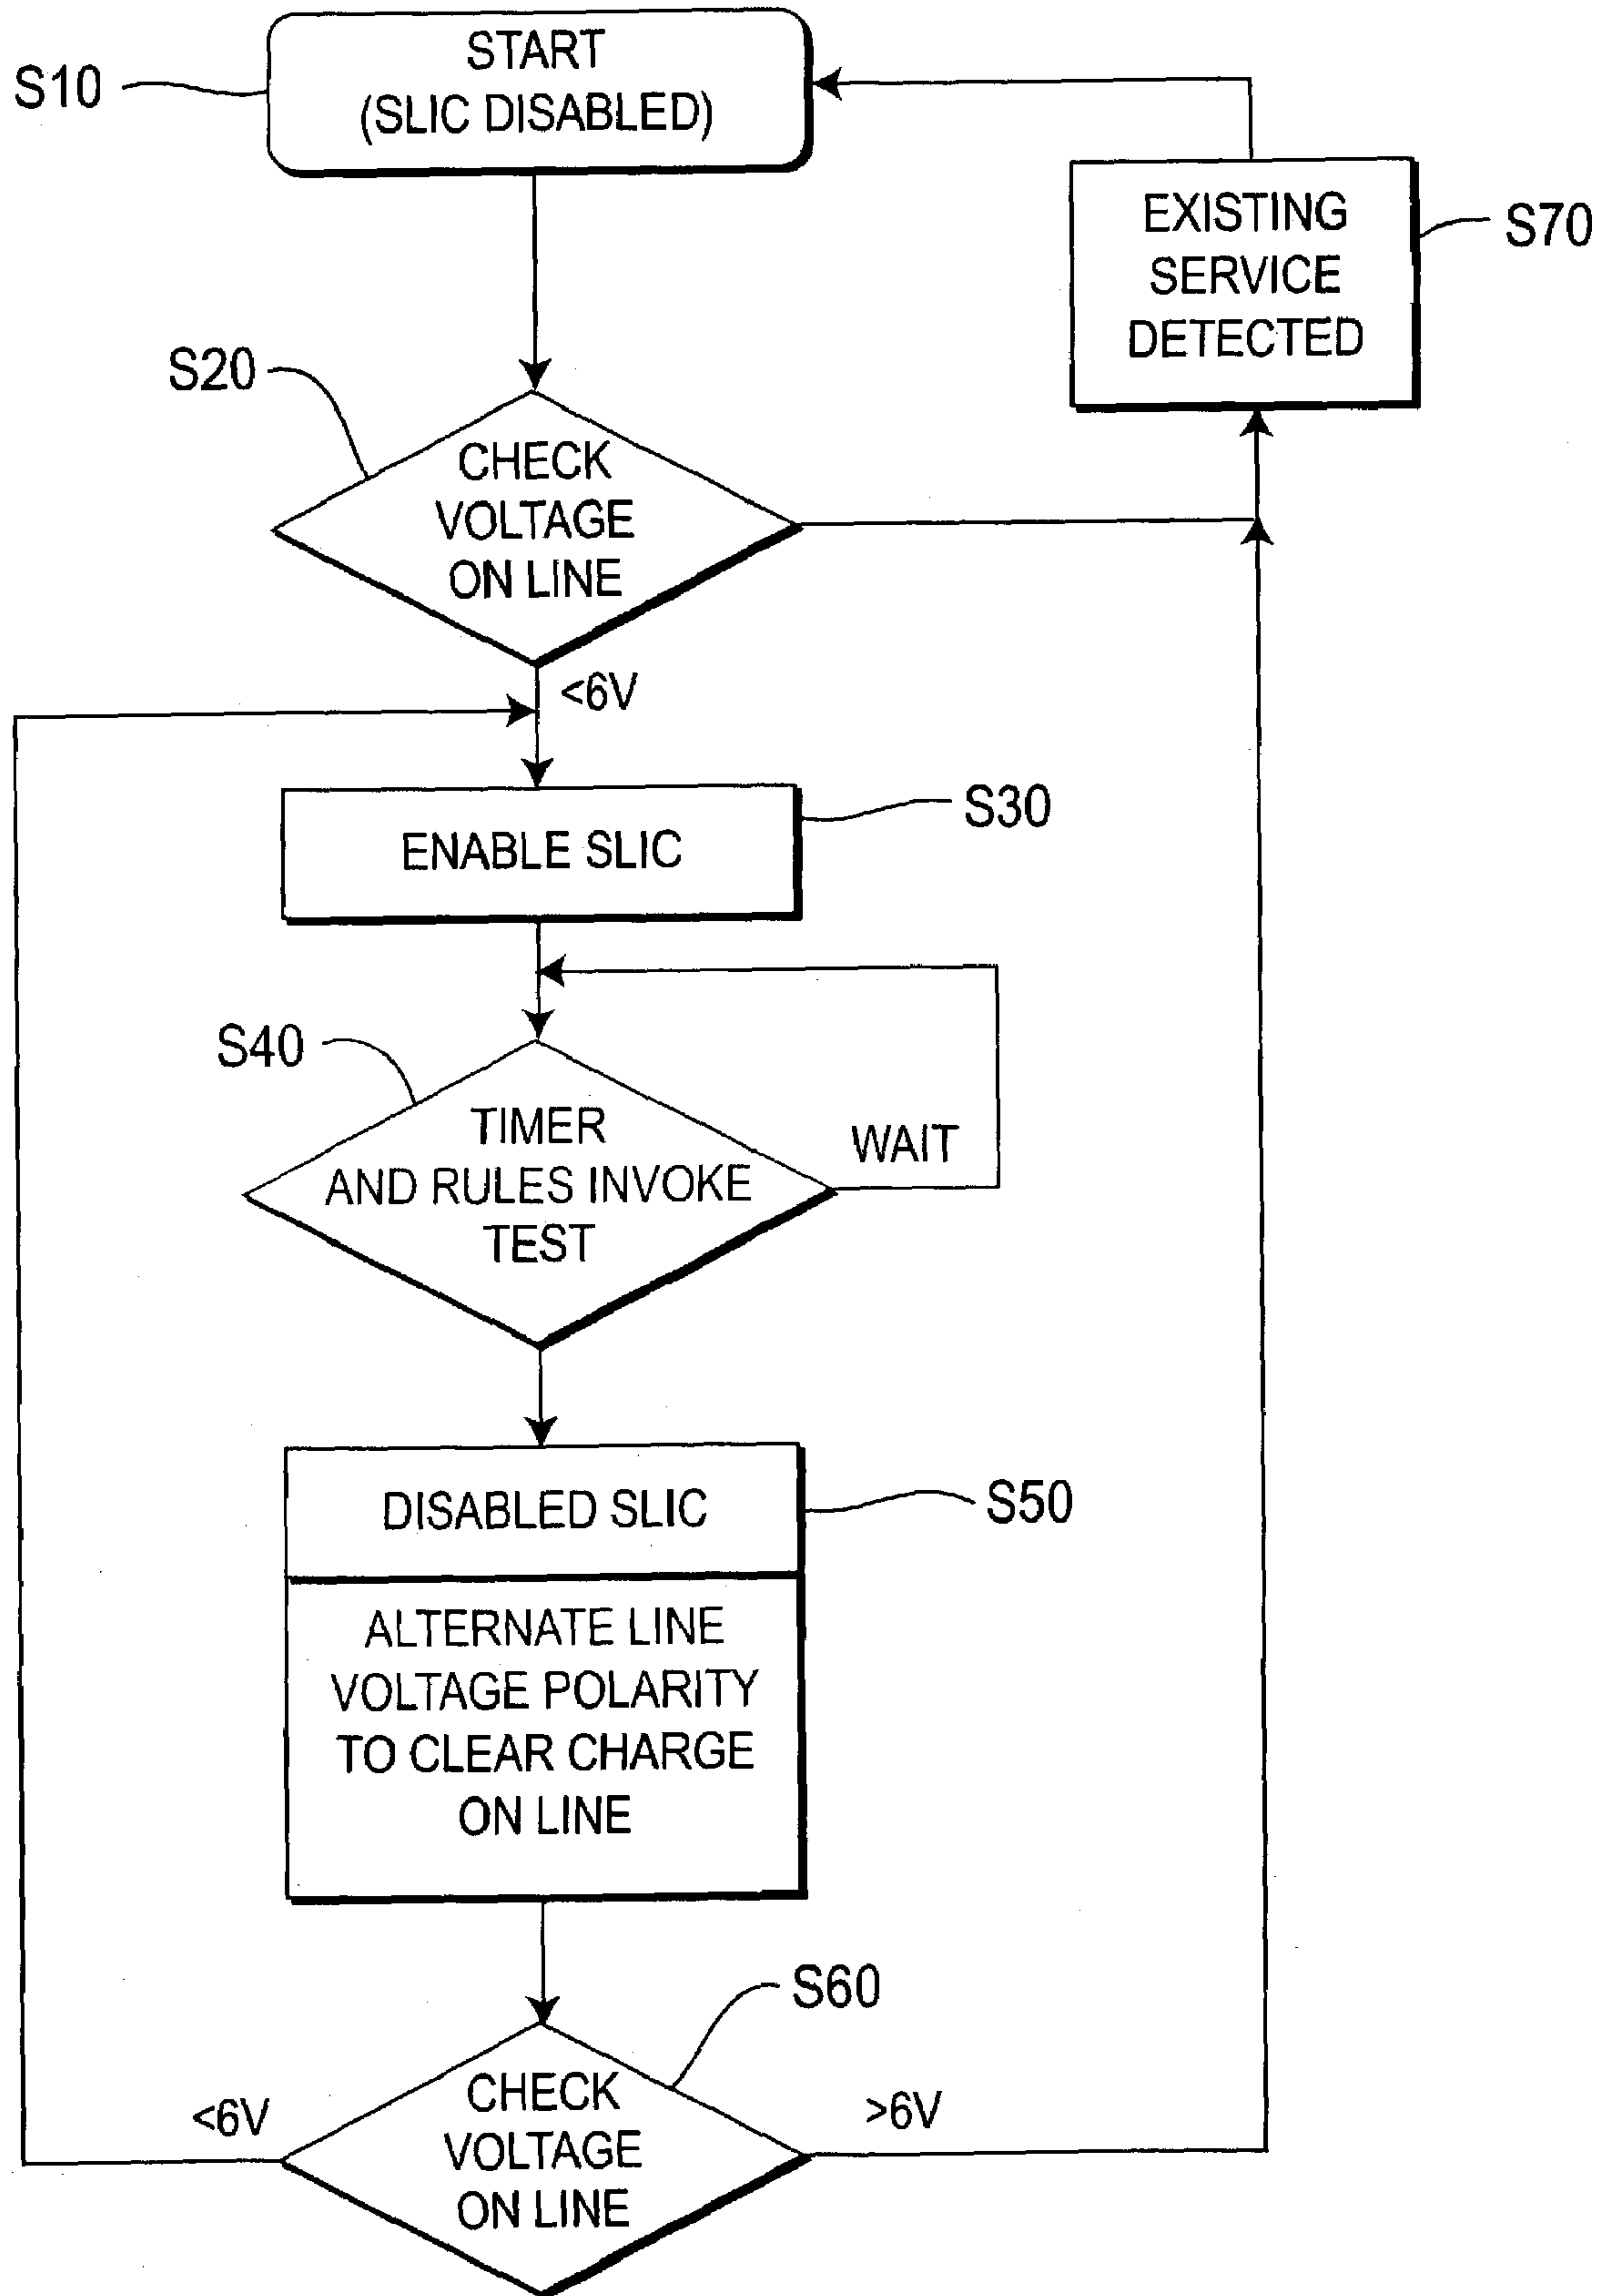 S10
START
(SLIC DISABLED)
EXISTING
SERVICE
DETECTED
S70
S20
CHECK
VOLTAGE
ON LINE
<6V
ENABLE SLIC
S30
S40
TIMER
AND RULES INVOKE
TEST
WAIT
DISABLED SLIC
S50
ALTERNATE LINE
VOLTAGE POLARITY
TO CLEAR CHARGE
ON LINE
S60
<6V
CHECK
VOLTAGE
ON LINE
>6V